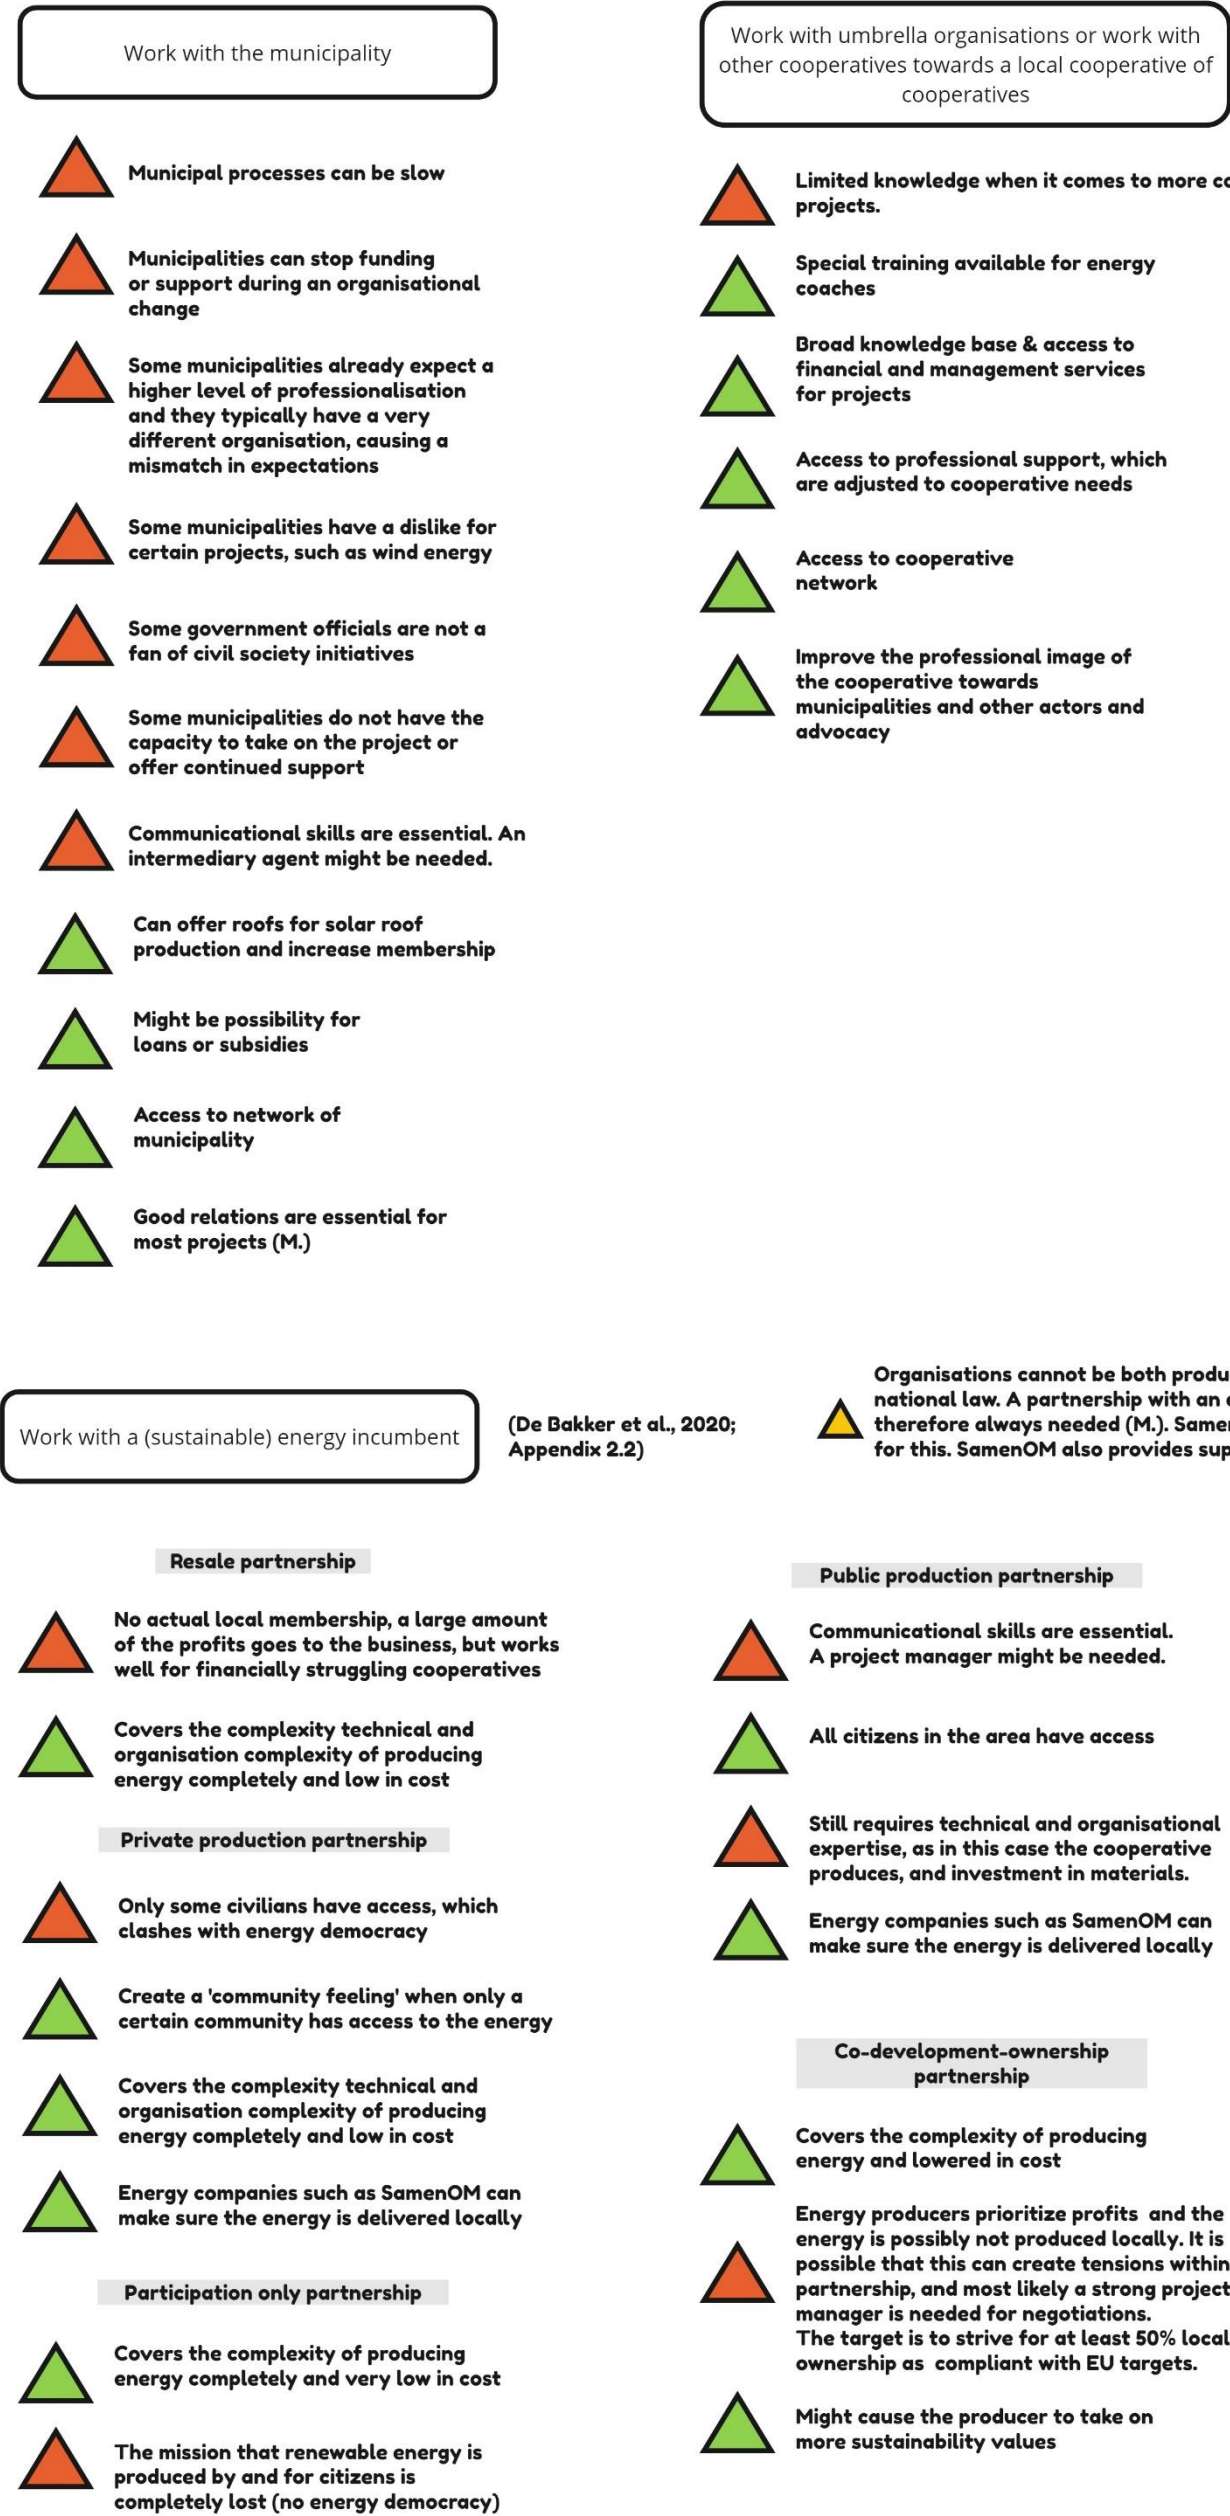 Work with the municipality
Municipal processes can be slow
Municipalities can stop funding
or support during an organisational
change
Some municipalities already expect a
higher level of professionalisation
and they typically have a very
different organisation, causing a
mismatch in expectations
Some municipalities have a dislike for
certain projects, such as wind energy
Some government officials are not a
fan of civil society initiatives
Some municipalities do not have the
capacity to take on the project or
offer continued support
Communicational skills are essential. An
intermediary agent might be needed.
Can offer roofs for solar roof
production and increase membership
Might be possibility for
loans or subsidies
Access to network of
municipality
Good relations are essential for
most projects (M.)
Work with umbrella organisations or work with
other cooperatives towards a local cooperative of
cooperatives
Limited knowledge when it comes to more
projects.
Special training available for energy
coaches
Broad knowledge base & access to
financial and management services
for projects
Access to professional support, which
are adjusted to cooperative needs
Access to cooperative
network
Improve the professional image of
the cooperative towards
municipalities and other actors and
advocacy
Work with a (sustainable) energy incumbent
(De Bakker et al., 2020;
Appendix 2.2)
Organisations cannot be both
national law. A partnership with an
therefore always needed (M.).
for this. SamenOM also provides
Resale partnership
No actual local membership, a large amount
of the profits goes to the business, but works
well for financially struggling cooperatives
Covers the complexity technical and
organisation complexity of producing
energy completely and low in cost
Private production partnership
Only some civilians have access, which
clashes with energy democracy
Create a 'community feeling' when only a
certain community has access to the energy
Covers the complexity technical and
organisation complexity of producing
energy completely and low in cost
Energy companies such as SamenOM can
make sure the energy is delivered locally
Participation only partnership
Covers the complexity of producing
energy completely and very low in cost
The mission that renewable energy is
produced by and for citizens is
completely lost (no energy democracy)
Public production partnership
Communicational skills are essential.
A project manager might be needed.
All citizens in the area have access
Still requires technical and organisational
expertise, as in this case the cooperative
produces, and investment in materials.
Energy companies such as SamenOM can
make sure the energy is delivered locally
Co-development-ownership
partnership
Covers the complexity of producing
energy and lowered in cost
Energy producers prioritize profits and the
energy is possibly not produced locally. It is
possible that this can create tensions within
partnership, and most likely a strong project
manager is needed for negotiations.
The target is to strive for at least 50% local
ownership as compliant with EU targets.
Might cause the producer to take on
more sustainability values